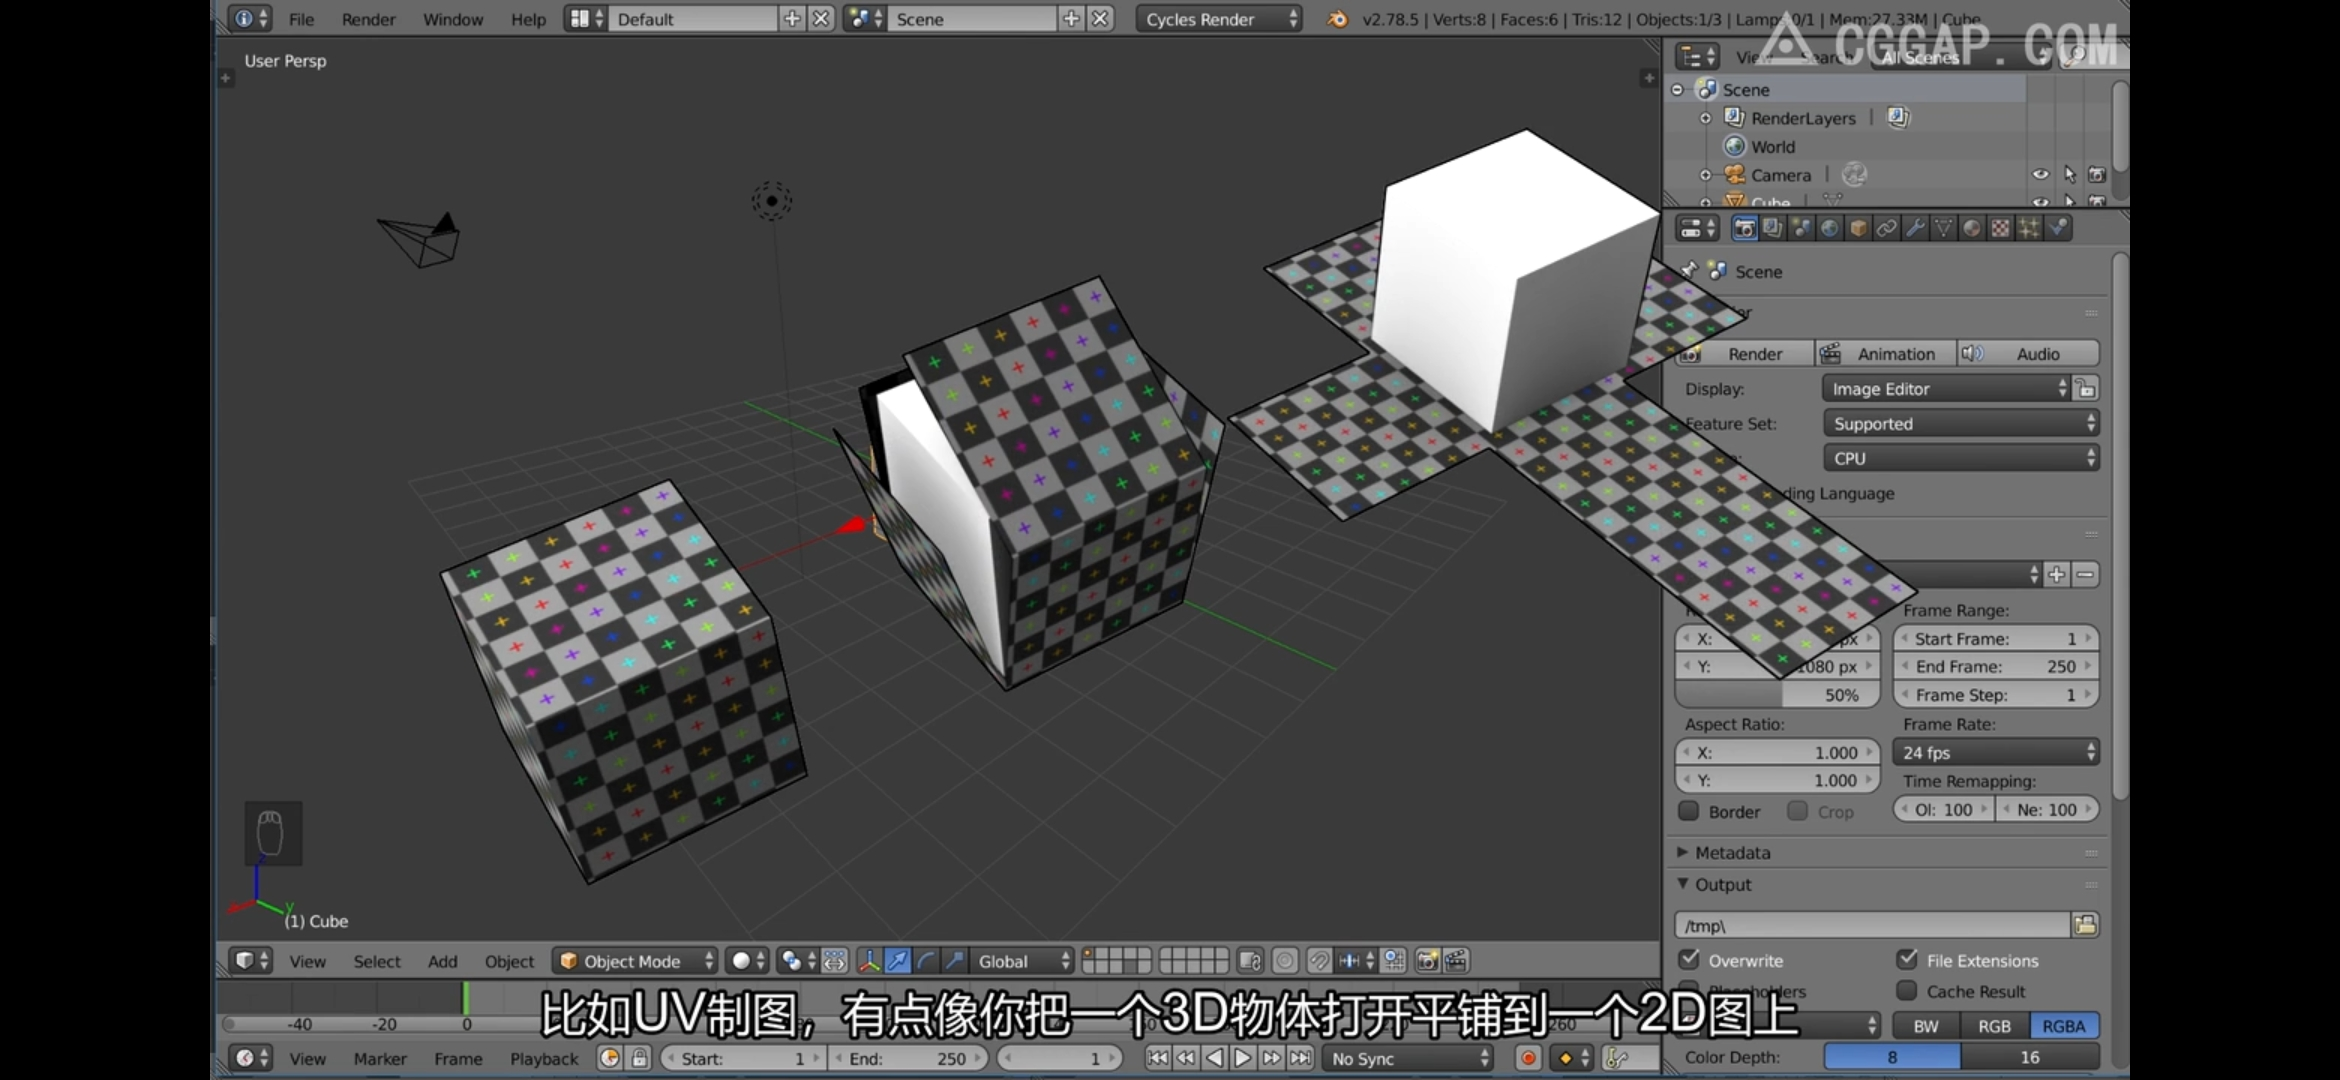 File Render Window Help Default Scene Cycles Render v2.78.5 | Verts:8 | Faces:6 | Tris:12 | Objects:1/3 | Lamps:0/1 | Mem:27.33M | Cube
CGGAP.COM
User Persp
View Search All Scenes
Scene
RenderLayers
World
Camera
Cube
Scene
Render Animation Audio
Display: Image Editor
Feature Set: Supported
CPU
ding Language
Frame Range:
X: px Start Frame: 1
Y: 1080 px End Frame: 250
50% Frame Step: 1
Aspect Ratio: Frame Rate:
X: 1.000 24 fps
Y: 1.000 Time Remapping:
Border Crop Ol: 100 Ne: 100
Metadata
Output
/tmp\
Overwrite File Extensions
Cache Result
BW RGB RGBA
Color Depth: 8 16
z
y
(1) Cube
View Select Add Object Object Mode Global
比如UV制图，有点像你把一个3D物体打开平铺到一个2D图上
-40 -20 0 260
View Marker Frame Playback Start: 1 End: 250 1 No Sync